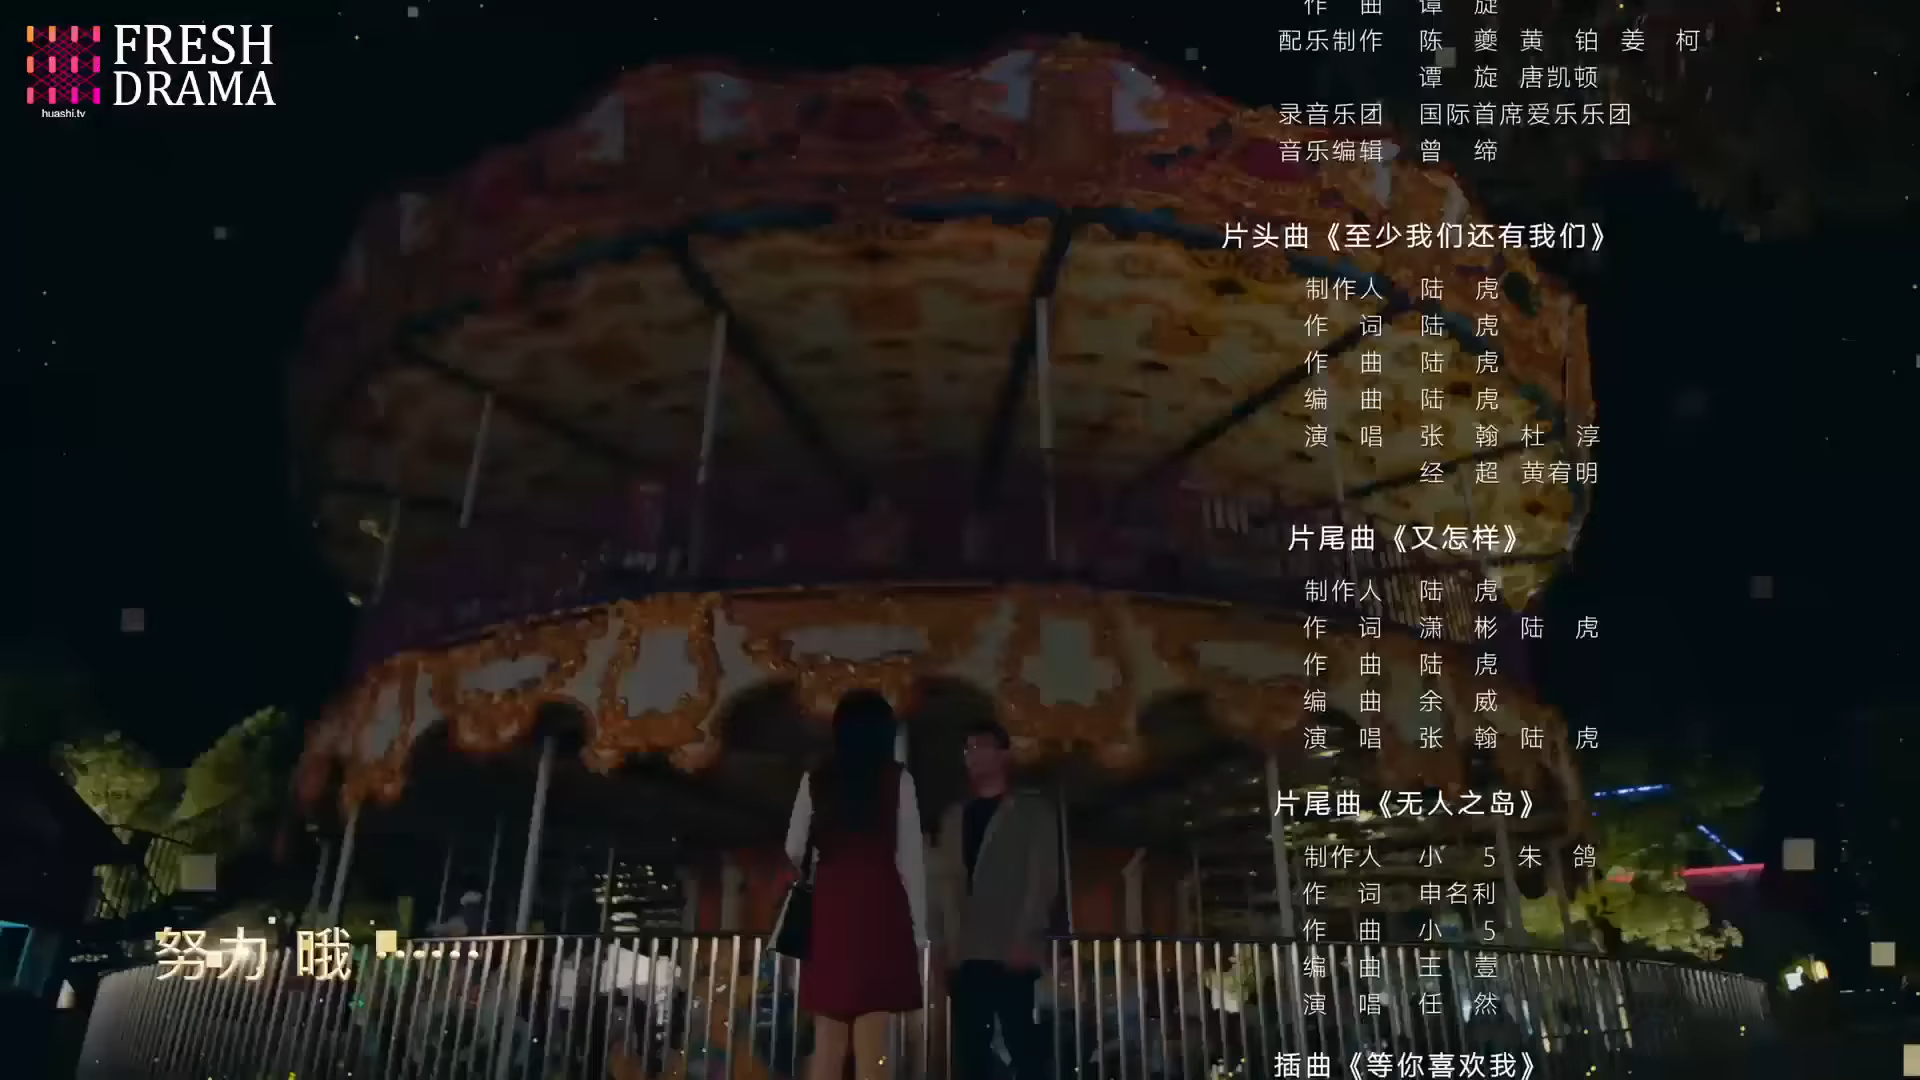 FRESH
DRAMA
huashi.tv
作 曲 谭 旋
配乐制作 陈 夔 黄 铂 姜 柯
谭 旋 唐凯顿
录音乐团 国际首席爱乐乐团
音乐编辑 曾 缔
片头曲《至少我们还有我们》
制作人 陆 虎
作 词 陆 虎
作 曲 陆 虎
编 曲 陆 虎
演 唱 张 翰 杜 淳
经 超 黄宥明
片尾曲《又怎样》
制作人 陆 虎
作 词 潇 彬 陆 虎
作 曲 陆 虎
编 曲 余 威
演 唱 张 翰 陆 虎
片尾曲《无人之岛》
制作人 小 5 朱 鸽
作 词 申名利
作 曲 小 5
编 曲 王 壹
演 唱 任 然
插曲《等你喜欢我》
努力 哦 ......